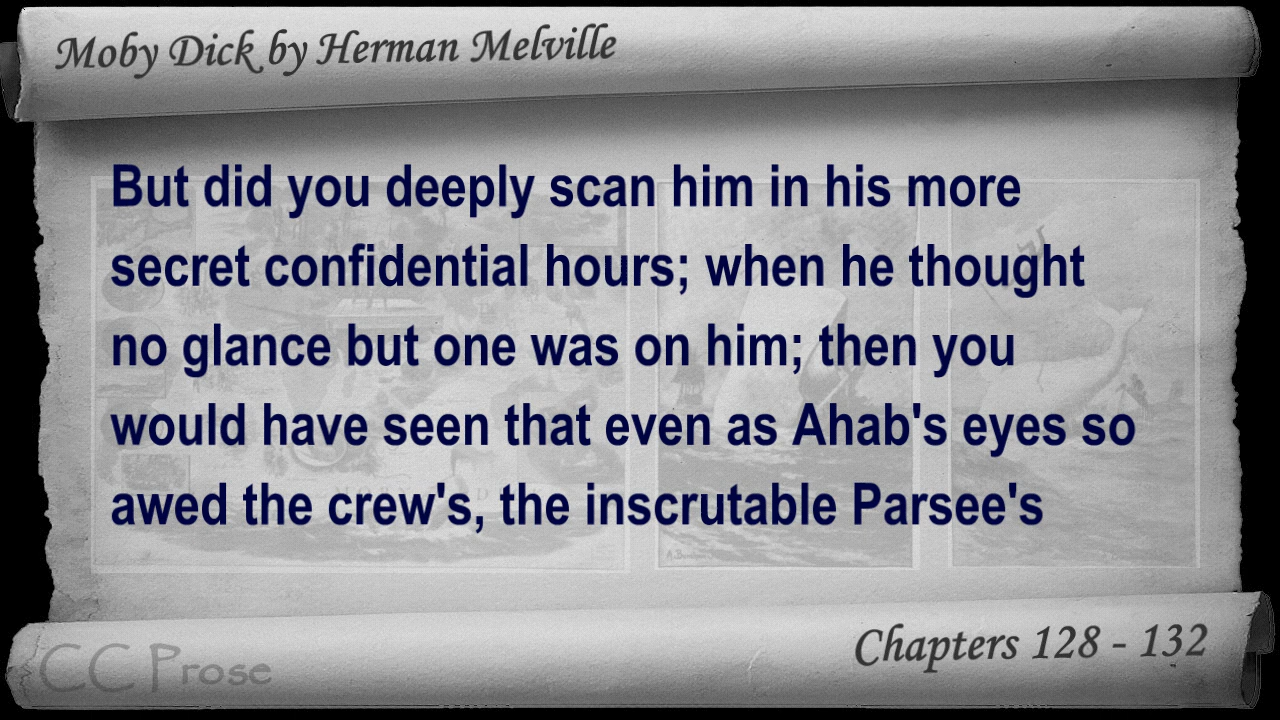 Moby Dick by Herman Melville
But did you deeply scan him in his more
secret confidential hours; when he thought
no glance but one was on him; then you
would have seen that even as Ahab's eyes so
awed the crew's, the inscrutable Parsee's
Chapters 128 - 132
CC Prose